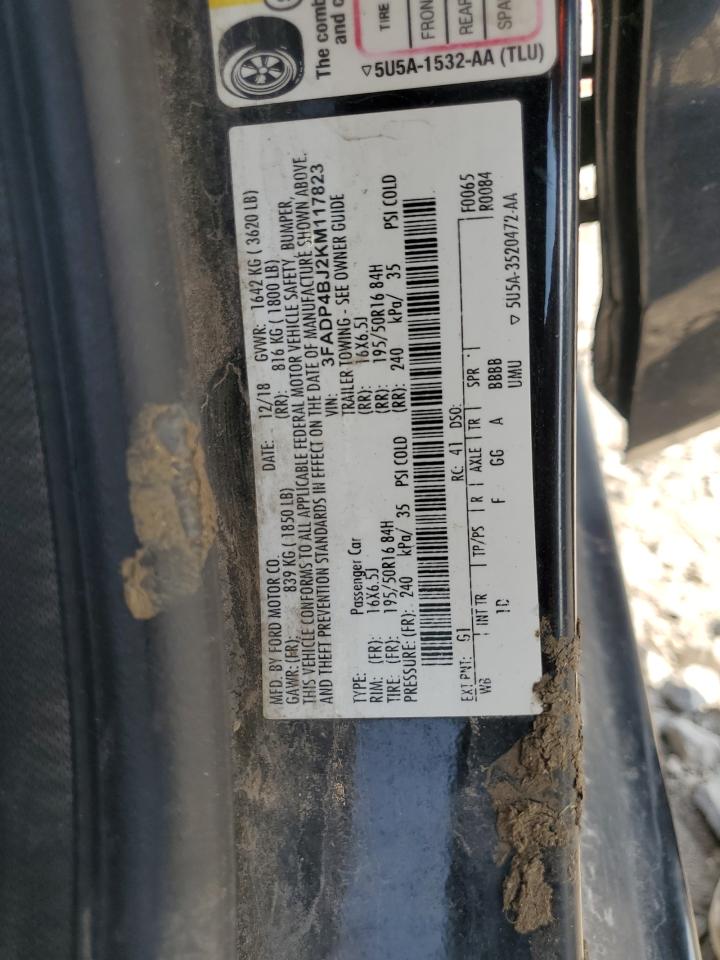 The comb
and c
TIRE
FRON
REAR
SPA
▽5U5A-1532-AA (TLU)
MFD. BY FORD MOTOR CO. DATE: 12/18 GVWR: 1642 KG ( 3620 LB)
GAWR: (FR): 839 KG (1850 LB) (RR): 816 KG (1800 LB)
THIS VEHICLE CONFORMS TO ALL APPLICABLE FEDERAL MOTOR VEHICLE SAFETY, BUMPER,
AND THEFT PREVENTION STANDARDS IN EFFECT ON THE DATE OF MANUFACTURE SHOWN ABOVE.
VIN: 3FADP4BJ2KM117823
TYPE: Passenger Car TRAILER TOWING - SEE OWNER GUIDE
RIM: (FR): 16X6.5J (RR): 16X6.5J
TIRE: (FR): 195/50R16 84H (RR): 195/50R16 84H
PRESSURE: (FR): 240 kPa/ 35 PSI COLD (RR): 240 kPa/ 35 PSI COLD
F0065
R0084
EXT PNT: G1 RC: 41 DSO:
WB INT TR TP/PS R AXLE TR SPR
1C F GG A BBBB
UMU
▽ 5U5A-3520472-AA